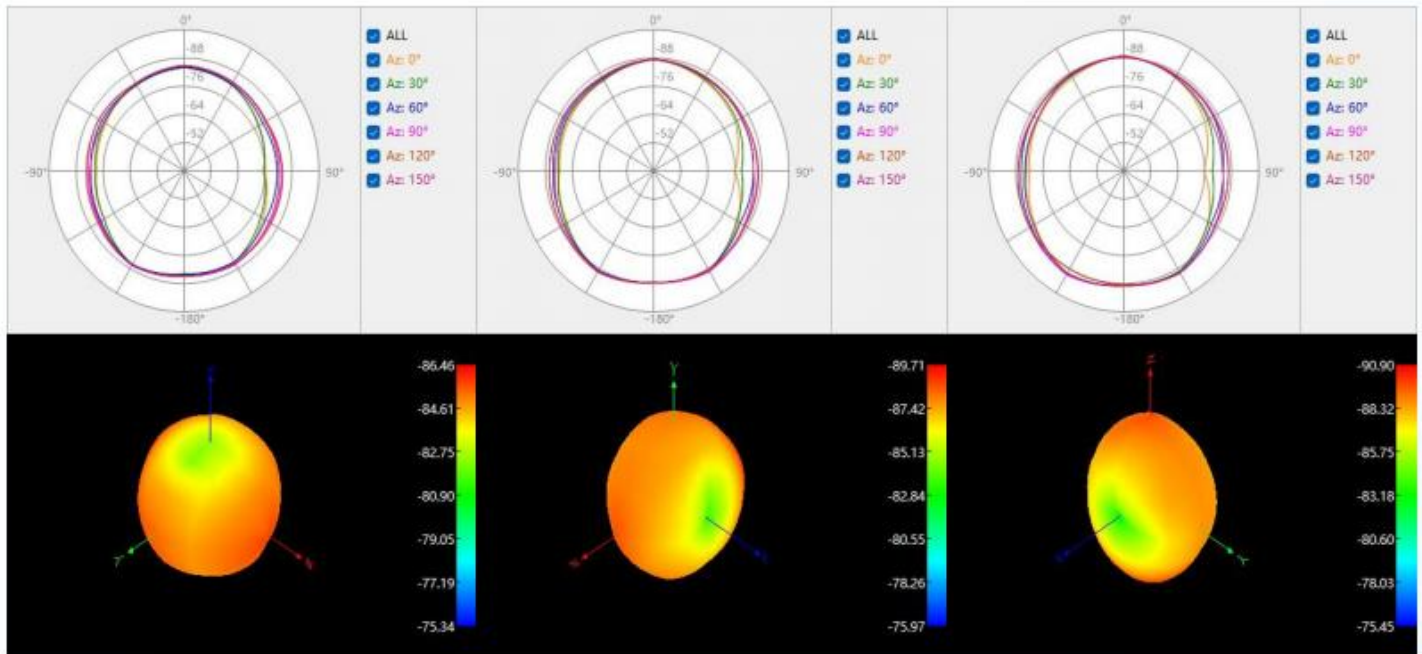 0°
-88
-76
-64
-52
-90°
90°
-180°
ALL
Az: 0°
Az: 30°
Az: 60°
Az: 90°
Az: 120°
Az: 150°
0°
-88
-76
-64
-52
-90°
90°
-180°
ALL
Az: 0°
Az: 30°
Az: 60°
Az: 90°
Az: 120°
Az: 150°
0°
-88
-76
-64
-52
-90°
90°
-180°
ALL
Az: 0°
Az: 30°
Az: 60°
Az: 90°
Az: 120°
Az: 150°
Y
-86.46
-84.61
-82.75
-80.90
-79.05
-77.19
-75.34
Y
-89.71
-87.42
-85.13
-82.84
-80.55
-78.26
-75.97
Z
Y
-90.90
-88.32
-85.75
-83.18
-80.60
-78.03
-75.45